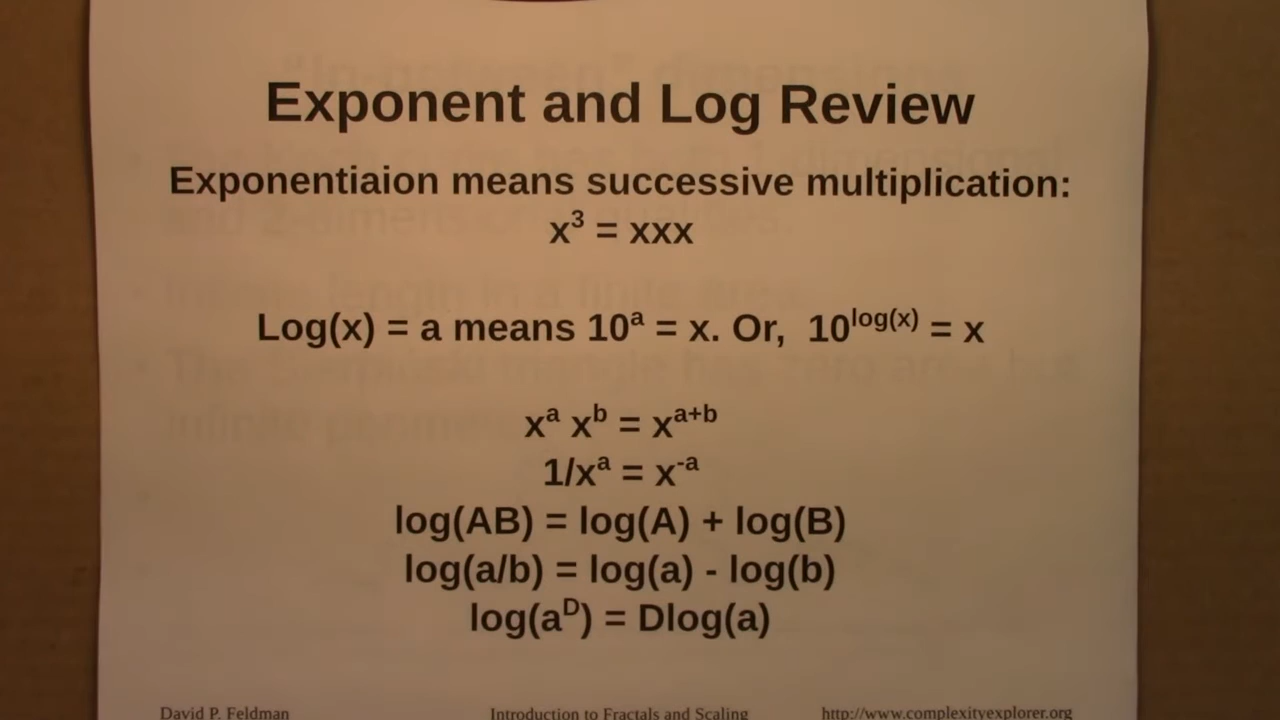 Exponent and Log Review
Exponentiaion means successive multiplication:
x³ = xxx
Log(x) = a means 10ᵃ = x. Or, 10ˡᵒᵍ⁽ˣ⁾ = x
xᵃ xᵇ = xᵃ⁺ᵇ
1/xᵃ = x⁻ᵃ
log(AB) = log(A) + log(B)
log(a/b) = log(a) - log(b)
log(aᴰ) = Dlog(a)
David P. Feldman Introduction to Fractals and Scaling http://www.complexityexplorer.org